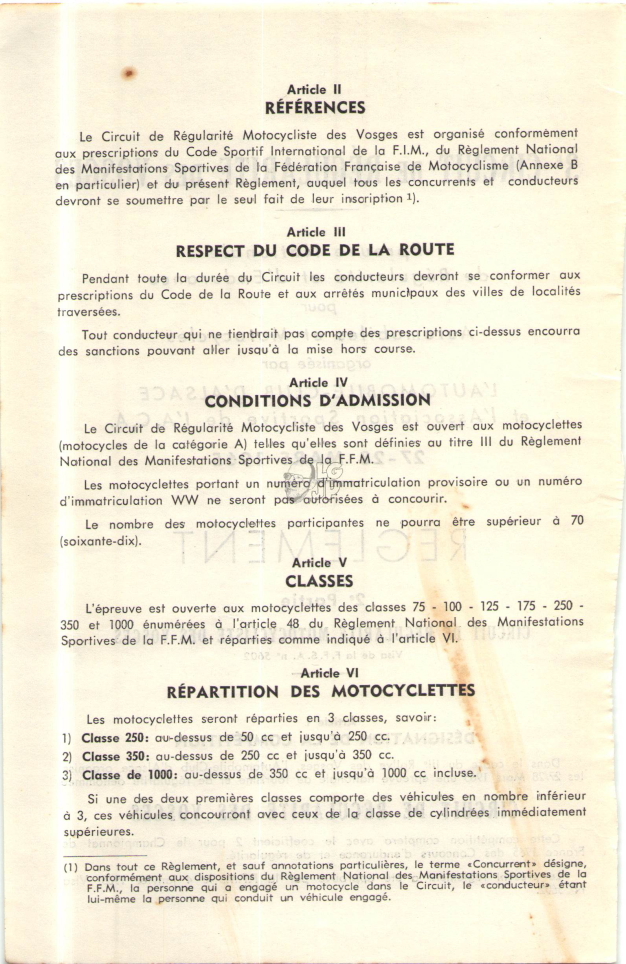 Article II
RÉFÉRENCES
Le Circuit de Régularité Motocycliste des Vosges est organisé conformèment
aux prescriptions du Code Sportif International de la F.I.M., du Règlement National
des Manifestations Sportives de la Fédération Française de Motocyclisme (Annexe B
en particulier) et du présent Règlement, auquel tous les concurrents et conducteurs
devront se soumettre par le seul fait de leur inscription ¹).
Article III
RESPECT DU CODE DE LA ROUTE
Pendant toute la durée du Circuit les conducteurs devront se conformer aux
prescriptions du Code de la Route et aux arrêtés municipaux des villes de localités
traversées.
Tout conducteur qui ne tiendrait pas compte des prescriptions ci-dessus encourra
des sanctions pouvant aller jusqu'à la mise hors course.
Article IV
CONDITIONS D'ADMISSION
Le Circuit de Régularité Motocycliste des Vosges est ouvert aux motocyclettes
(motocycles de la catégorie A) telles qu'elles sont définies au titre III du Règlement
National des Manifestations Sportives de la F.F.M.
Les motocyclettes portant un numéro d'immatriculation provisoire ou un numéro
d'immatriculation WW ne seront pas autorisées à concourir.
Le nombre des motocyclettes participantes ne pourra être supérieur à 70
(soixante-dix).
Article V
CLASSES
L'épreuve est ouverte aux motocyclettes des classes 75 - 100 - 125 - 175 - 250 -
350 et 1000 énumérées à l'article 48 du Règlement National des Manifestations
Sportives de la F.F.M. et réparties comme indiqué à l'article VI.
Article VI
RÉPARTITION DES MOTOCYCLETTES
Les motocyclettes seront réparties en 3 classes, savoir:
1) Classe 250: au-dessus de 50 cc et jusqu'à 250 cc.
2) Classe 350: au-dessus de 250 cc et jusqu'à 350 cc.
3) Classe de 1000: au-dessus de 350 cc et jusqu'à 1000 cc incluse.
Si une des deux premières classes comporte des véhicules en nombre inférieur
à 3, ces véhicules concourront avec ceux de la classe de cylindrées immédiatement
supérieures.
(1) Dans tout ce Règlement, et sauf annotations particulières, le terme «Concurrent» désigne,
conformément aux dispositions du Règlement National des Manifestations Sportives de la
F.F.M., la personne qui a engagé un motocycle dans le Circuit, le «conducteur» étant
lui-même la personne qui conduit un véhicule engagé.